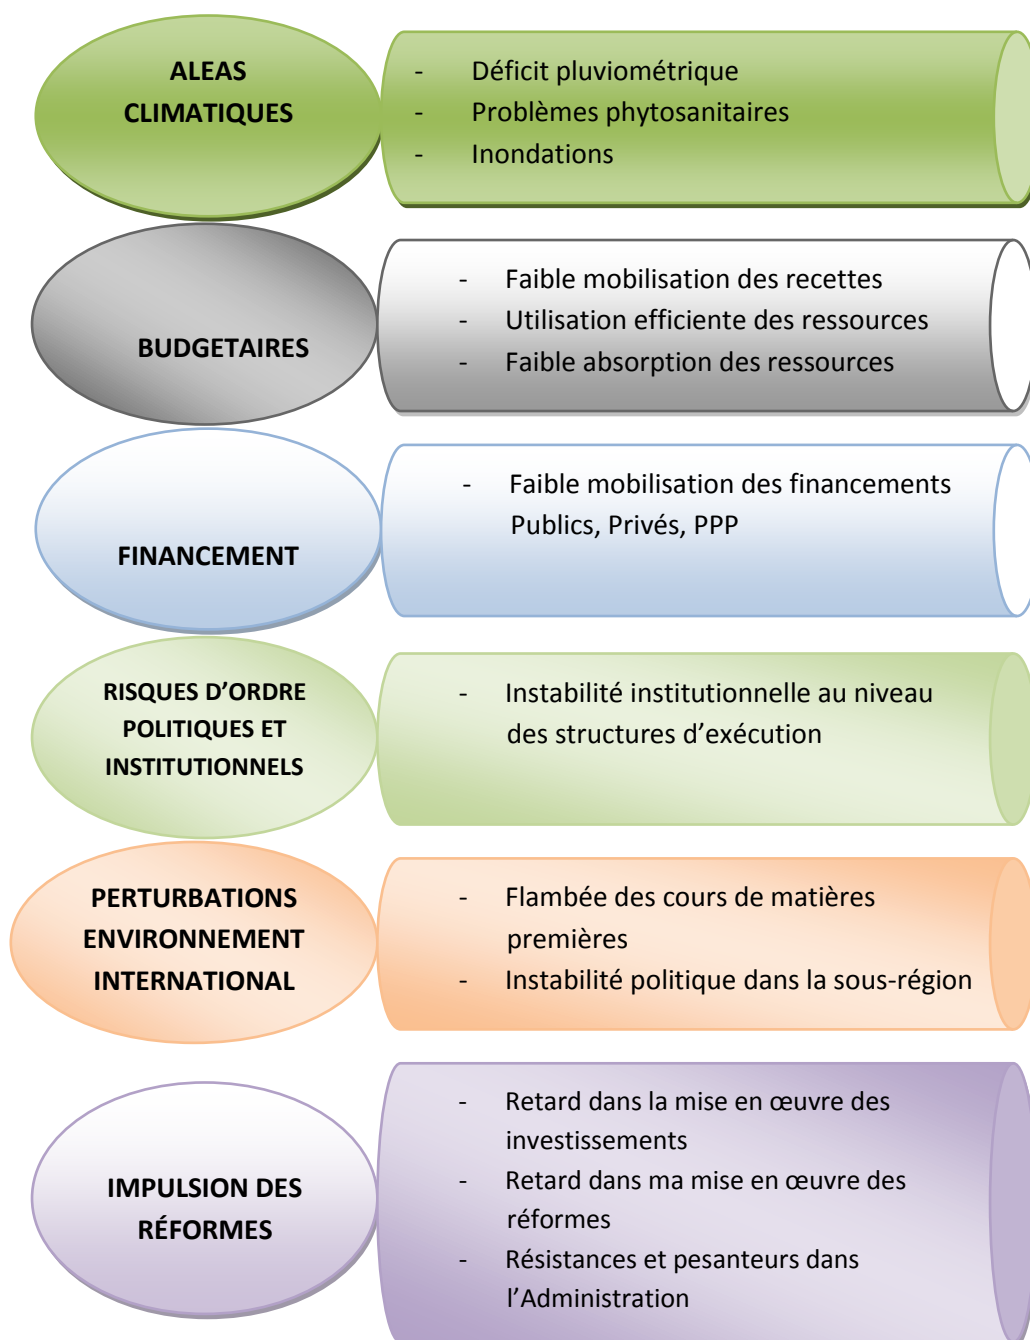 ALEAS
CLIMATIQUES
- Déficit pluviométrique
- Problèmes phytosanitaires
- Inondations
BUDGETAIRES
- Faible mobilisation des recettes
- Utilisation efficiente des ressources
- Faible absorption des ressources
FINANCEMENT
- Faible mobilisation des financements
Publics, Privés, PPP
RISQUES D’ORDRE
POLITIQUES ET
INSTITUTIONNELS
- Instabilité institutionnelle au niveau
des structures d’exécution
PERTURBATIONS
ENVIRONNEMENT
INTERNATIONAL
- Flambée des cours de matières
premières
- Instabilité politique dans la sous-région
IMPULSION DES
RÉFORMES
- Retard dans la mise en œuvre des
investissements
- Retard dans ma mise en œuvre des
réformes
- Résistances et pesanteurs dans
l’Administration